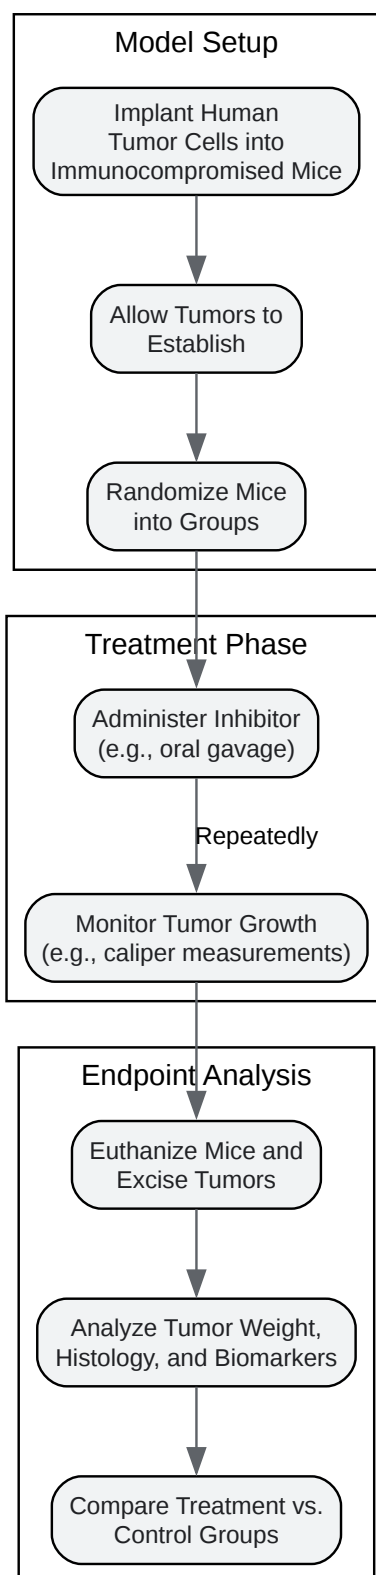 Model Setup
Implant Human
Tumor Cells into
Immunocompromised Mice
Allow Tumors to
Establish
Randomize Mice
into Groups
Treatment Phase
Administer Inhibitor
(e.g., oral gavage)
Repeatedly
Monitor Tumor Growth
(e.g., caliper measurements)
Endpoint Analysis
Euthanize Mice and
Excise Tumors
Analyze Tumor Weight,
Histology, and Biomarkers
Compare Treatment vs.
Control Groups